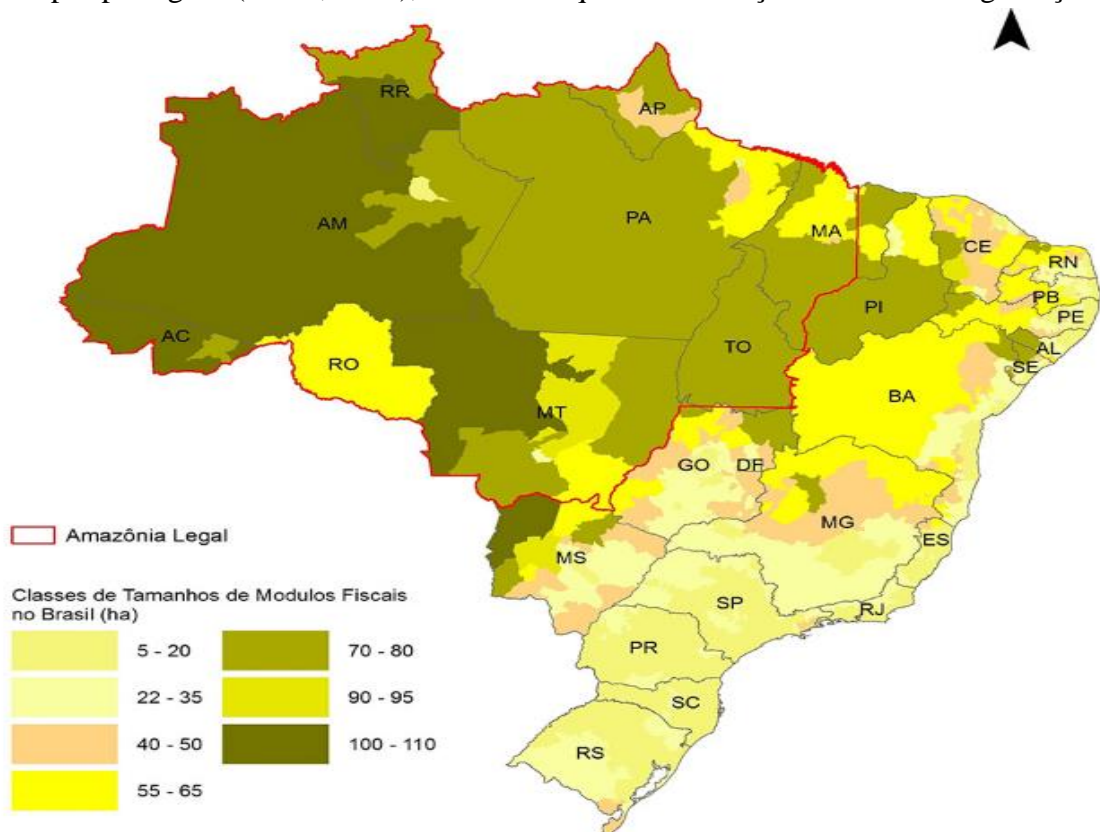 RR
AP
AM
PA
MA
CE
RN
PB
PE
PI
AC
AL
SE
TO
RO
BA
MT
GO
DF
Amazônia Legal
MG
ES
MS
Classes de Tamanhos de Modulos Fiscais
no Brasil (ha)
SP
RJ
5 - 20
70 - 80
PR
22 - 35
90 - 95
SC
40 - 50
100 - 110
RS
55 - 65